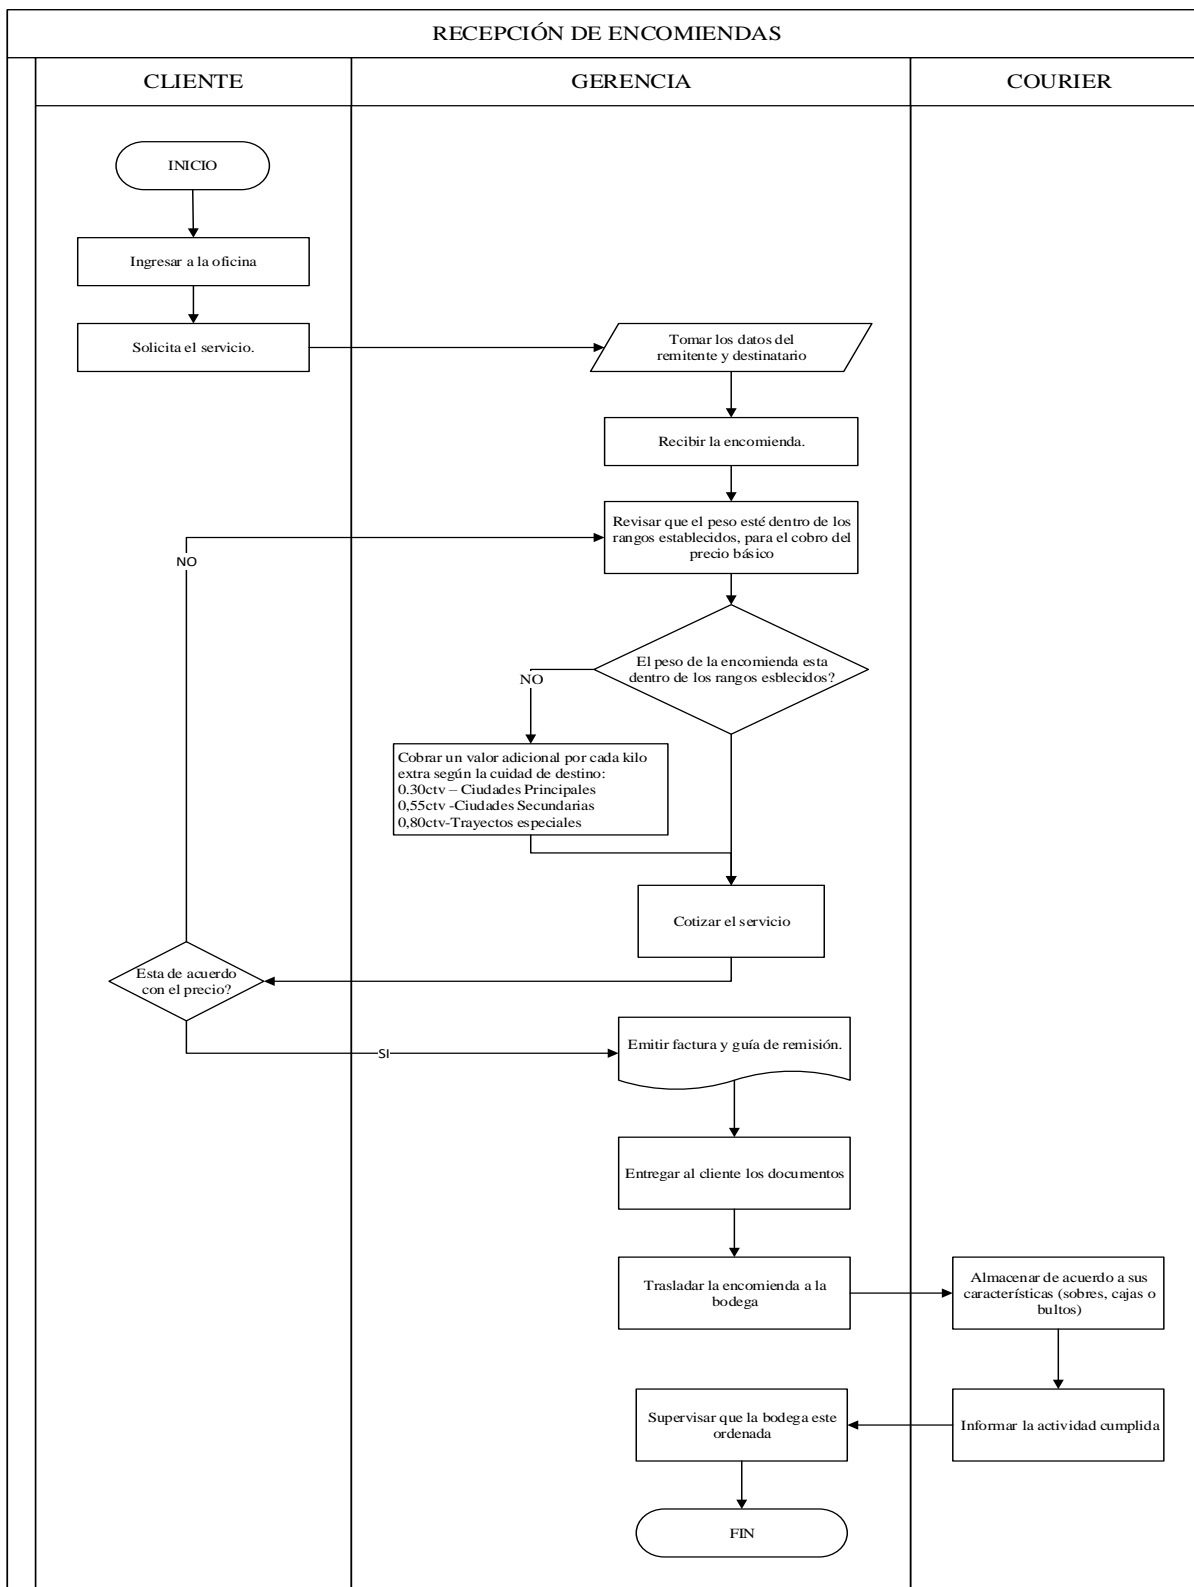 RECEPCIÓN DE ENCOMIENDAS
CLIENTE
GERENCIA
COURIER
INICIO
Ingresar a la oficina
Solicita el servicio.
Tomar los datos del
remitente y destinatario
Recibir la encomienda.
Revisar que el peso esté dentro de los
rangos establecidos, para el cobro del
precio básico
NO
El peso de la encomienda esta
dentro de los rangos esblecidos?
NO
Cobrar un valor adicional por cada kilo
extra según la cuidad de destino:
0.30ctv – Ciudades Principales
0,55ctv -Ciudades Secundarias
0,80ctv-Trayectos especiales
Cotizar el servicio
Esta de acuerdo
con el precio?
SI
Emitir factura y guía de remisión.
Entregar al cliente los documentos
Trasladar la encomienda a la
bodega
Almacenar de acuerdo a sus
características (sobres, cajas o
bultos)
Informar la actividad cumplida
Supervisar que la bodega este
ordenada
FIN